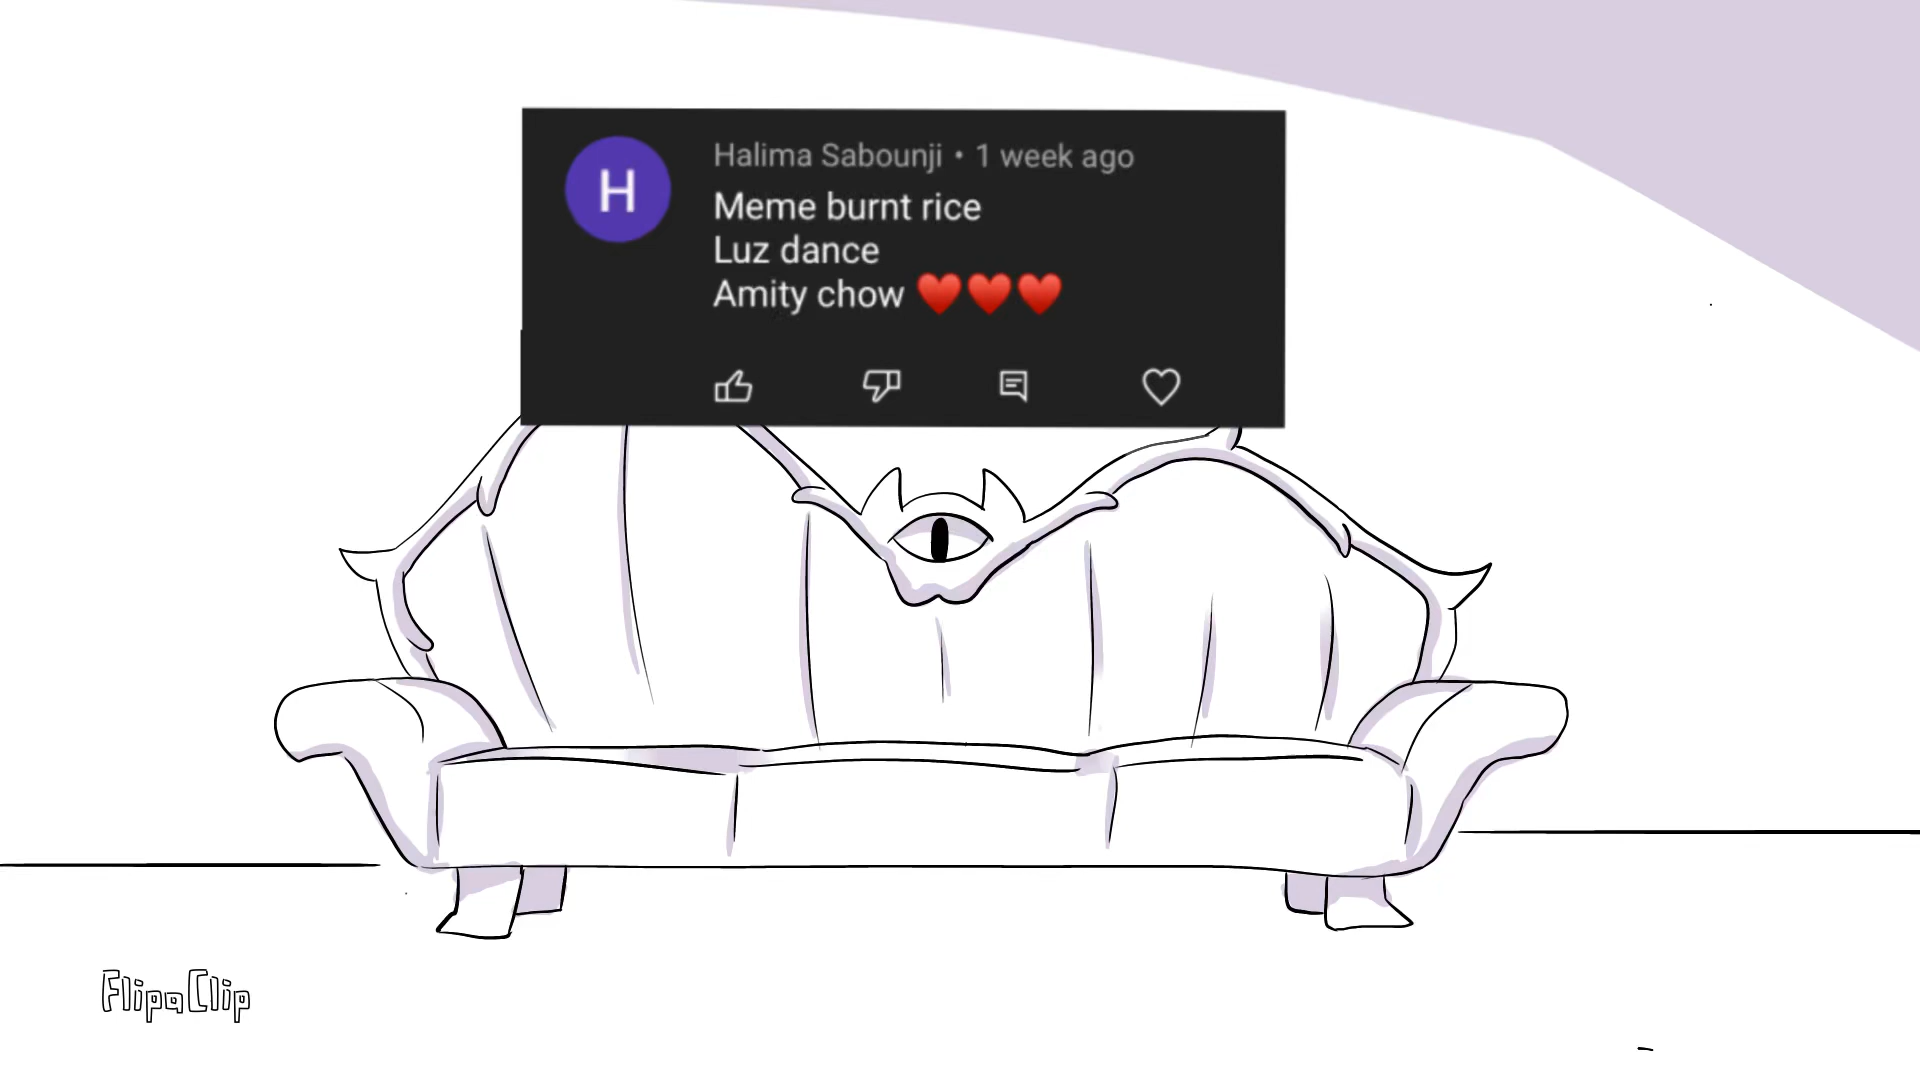 H
Halima Sabounji • 1 week ago
Meme burnt rice
Luz dance
Amity chow ❤️❤️❤️
FlipaClip